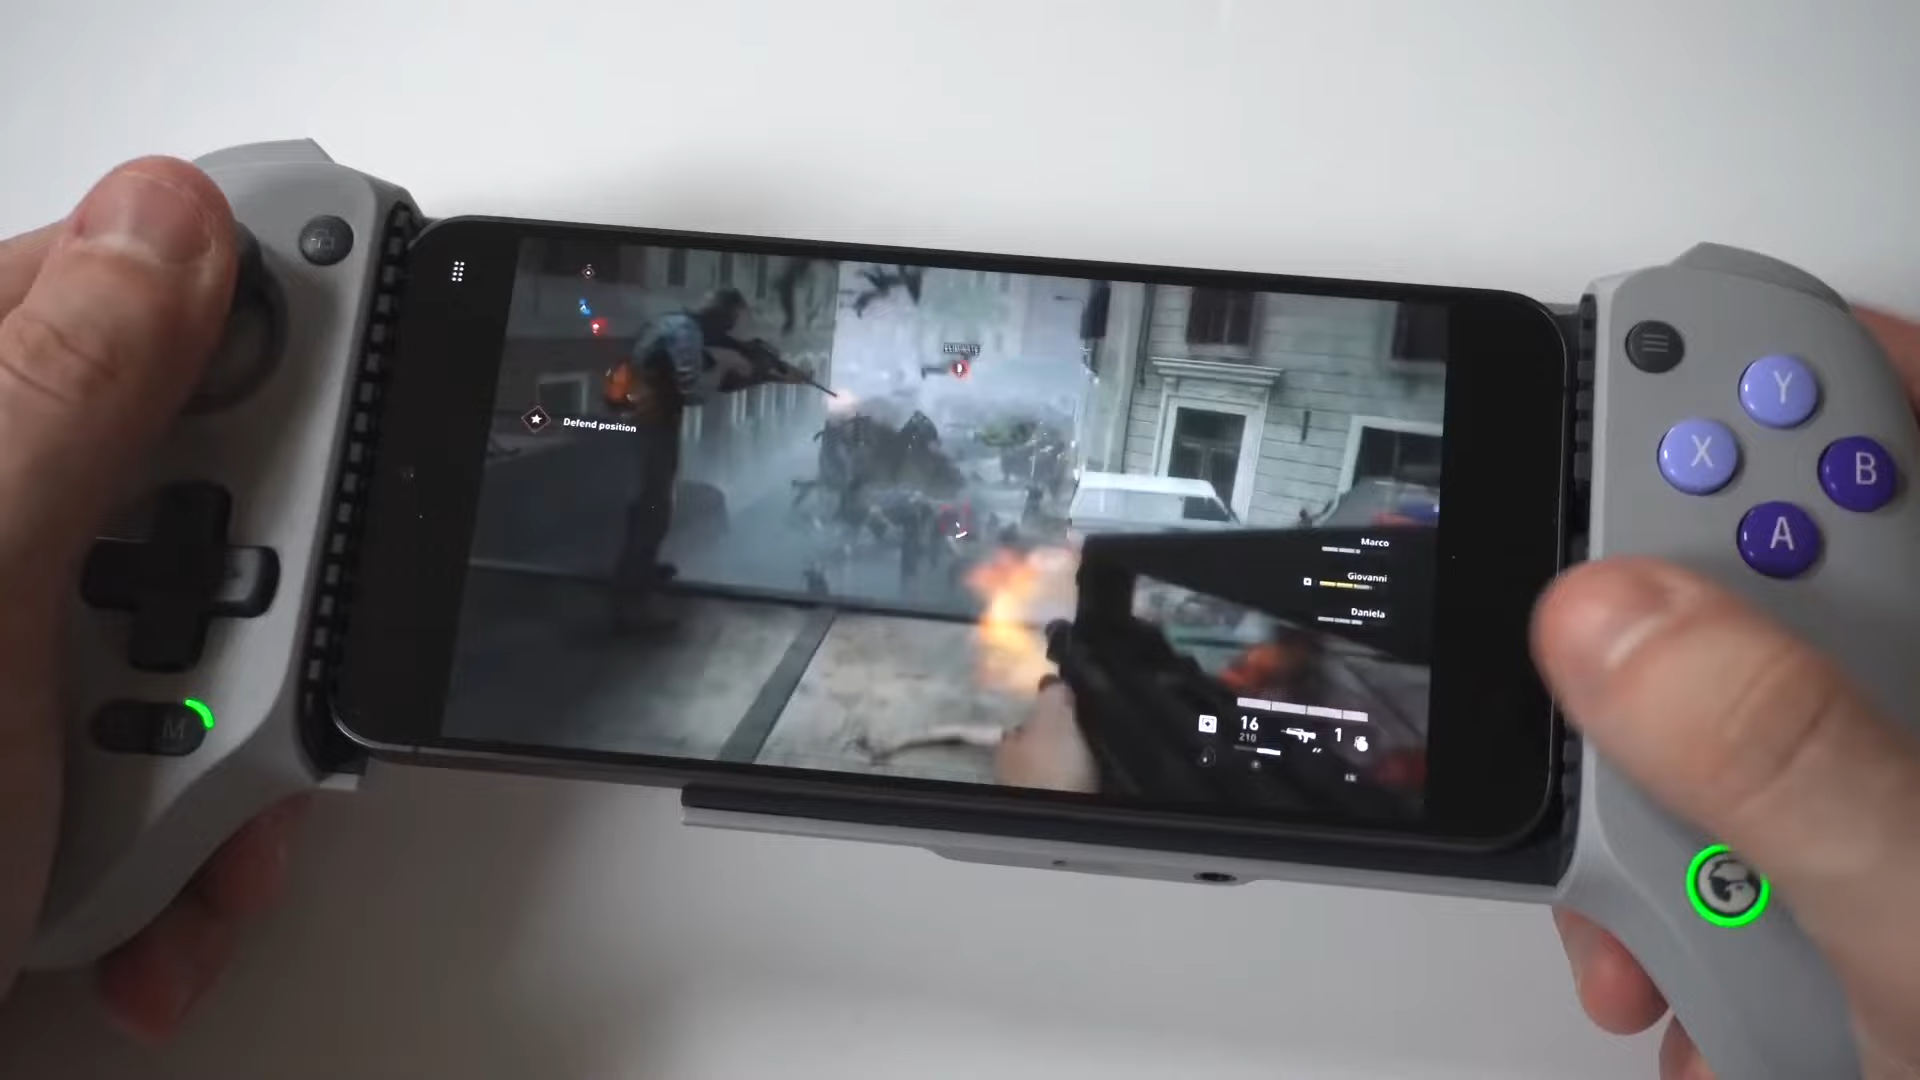 Defend position
Marco
Giovanni
Daniela
16
210
1
Y
X
B
A
M